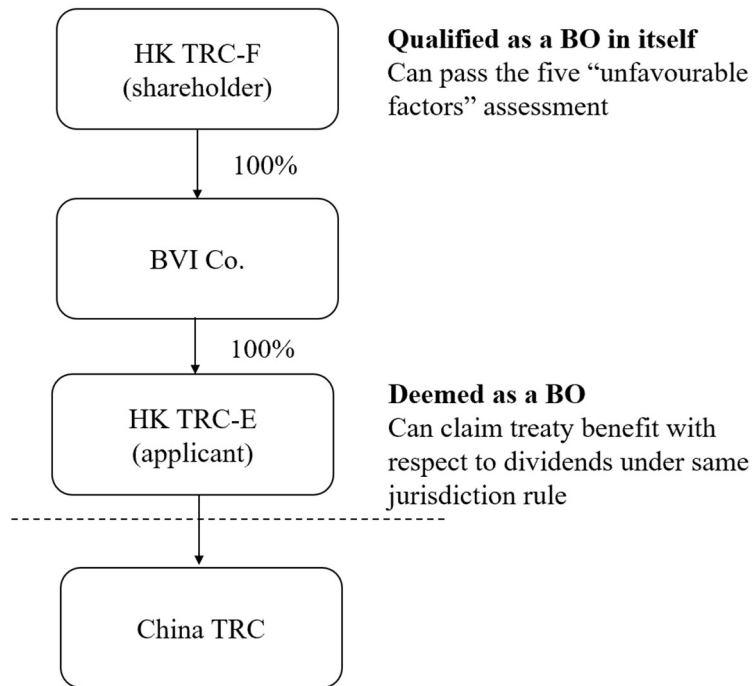 HK TRC-F
(shareholder)
Qualified as a BO in itself
Can pass the five “unfavourable
factors” assessment
100%
BVI Co.
100%
HK TRC-E
(applicant)
Deemed as a BO
Can claim treaty benefit with
respect to dividends under same
jurisdiction rule
China TRC